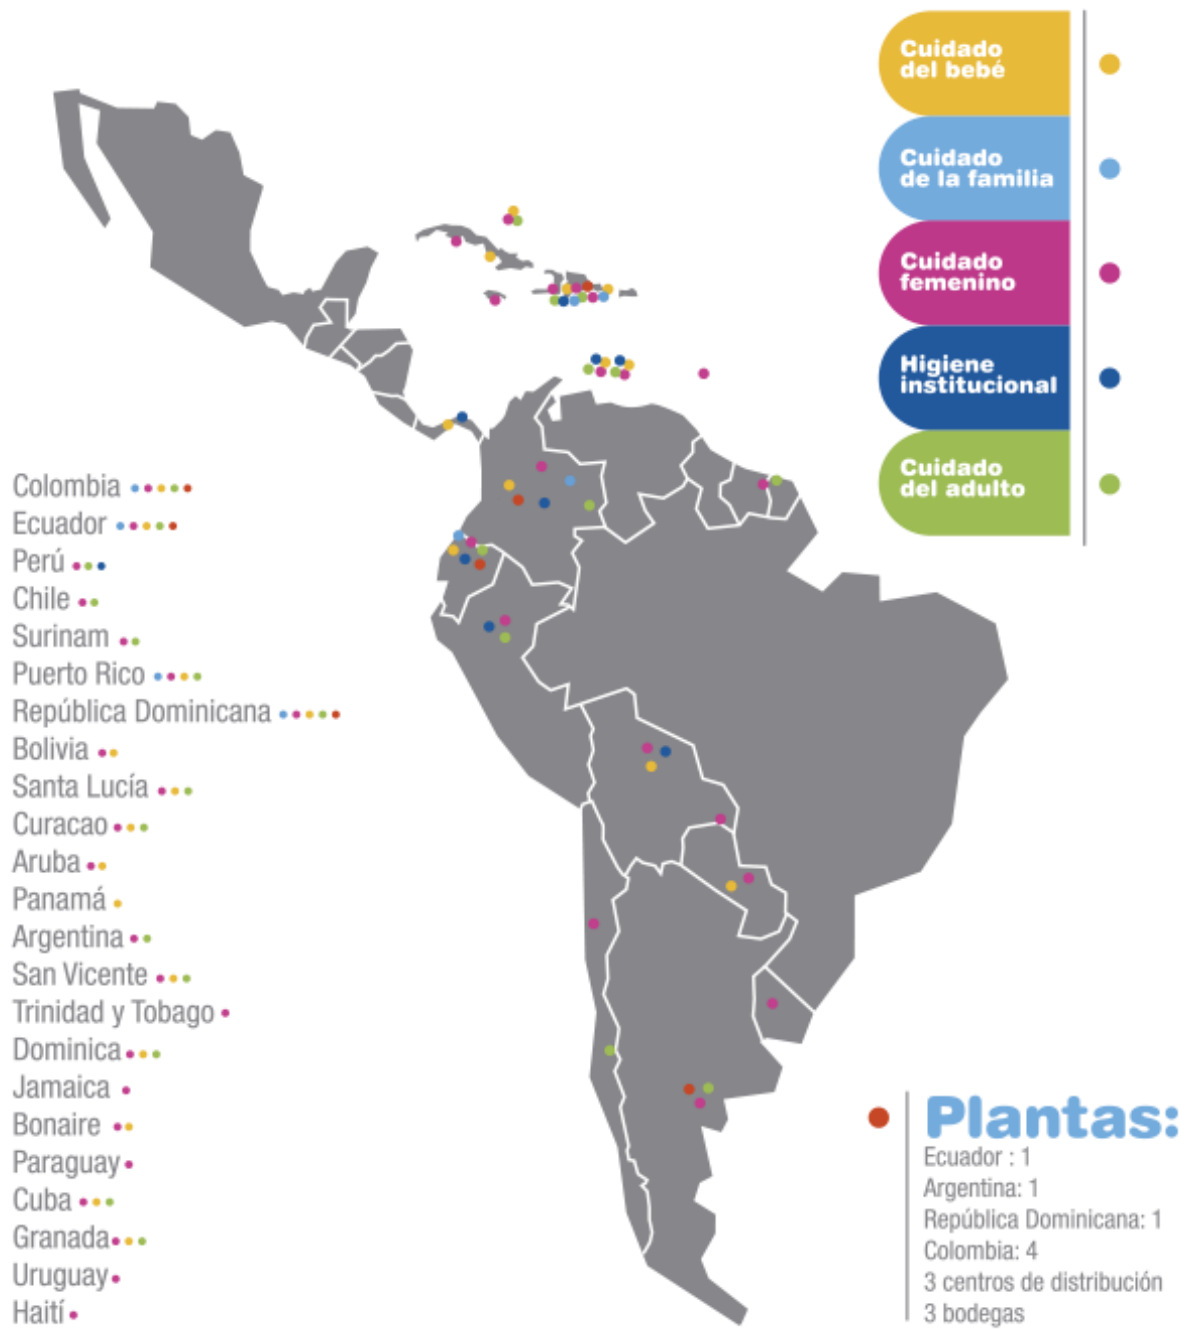 Cuidado
del bebé
Cuidado
de la familia
Cuidado
femenino
Higiene
institucional
Cuidado
del adulto
Colombia
Ecuador
Perú
Chile
Surinam
Puerto Rico
República Dominicana
Bolivia
Santa Lucía
Curacao
Aruba
Panamá
Argentina
San Vicente
Trinidad y Tobago
Dominica
Jamaica
Bonaire
Paraguay
Cuba
Granada
Uruguay
Haití
Plantas:
Ecuador : 1
Argentina: 1
República Dominicana: 1
Colombia: 4
3 centros de distribución
3 bodegas